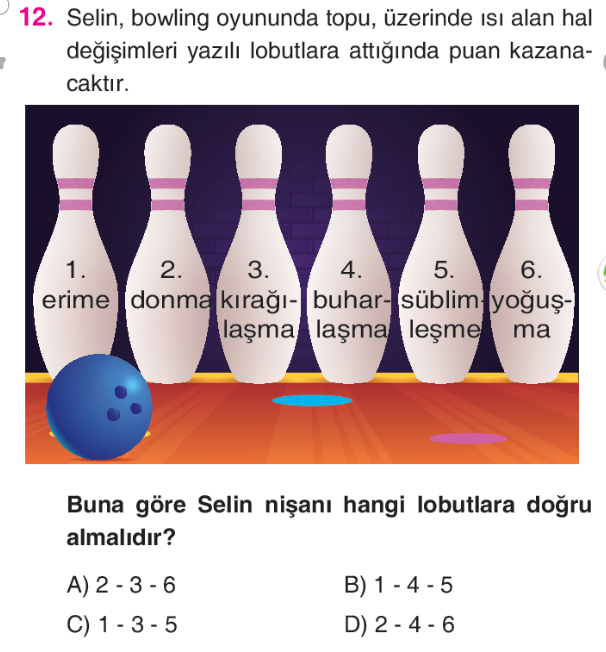 12. Selin, bowling oyununda topu, üzerinde ısı alan hal
değişimleri yazılı lobutlara attığında puan kazana-
caktır.
1. 2. 3. 4. 5. 6.
erime donma kırağı- buhar- süblim- yoğuş-
laşma laşma leşme ma
Buna göre Selin nişanı hangi lobutlara doğru
almalıdır?
A) 2 - 3 - 6 B) 1 - 4 - 5
C) 1 - 3 - 5 D) 2 - 4 - 6